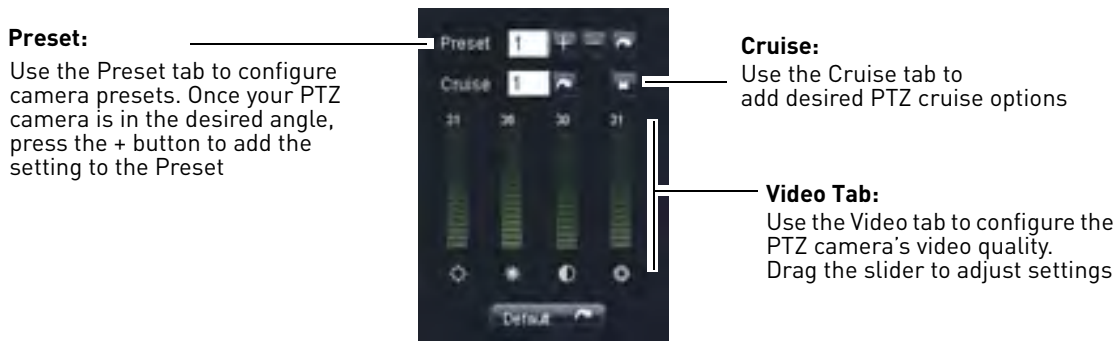 Preset:
Use the Preset tab to configure
camera presets. Once your PTZ
camera is in the desired angle,
press the + button to add the
setting to the Preset
Preset 1
Cruise 1
31 36 30 31
Default
Cruise:
Use the Cruise tab to
add desired PTZ cruise options
Video Tab:
Use the Video tab to configure the
PTZ camera's video quality.
Drag the slider to adjust settings